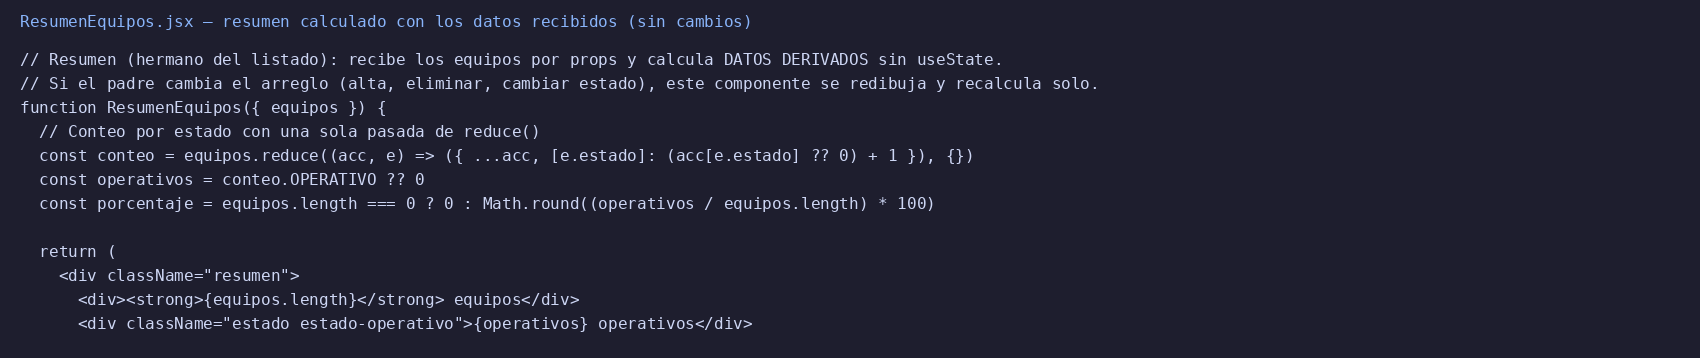 ResumenEquipos.jsx — resumen calculado con los datos recibidos (sin cambios)
// Resumen (hermano del listado): recibe los equipos por props y calcula DATOS DERIVADOS sin useState.
// Si el padre cambia el arreglo (alta, eliminar, cambiar estado), este componente se redibuja y recalcula solo.
function ResumenEquipos({ equipos }) {
  // Conteo por estado con una sola pasada de reduce()
  const conteo = equipos.reduce((acc, e) => ({ ...acc, [e.estado]: (acc[e.estado] ?? 0) + 1 }), {})
  const operativos = conteo.OPERATIVO ?? 0
  const porcentaje = equipos.length === 0 ? 0 : Math.round((operativos / equipos.length) * 100)
  return (
    <div className="resumen">
      <div><strong>{equipos.length}</strong> equipos</div>
      <div className="estado estado-operativo">{operativos} operativos</div>